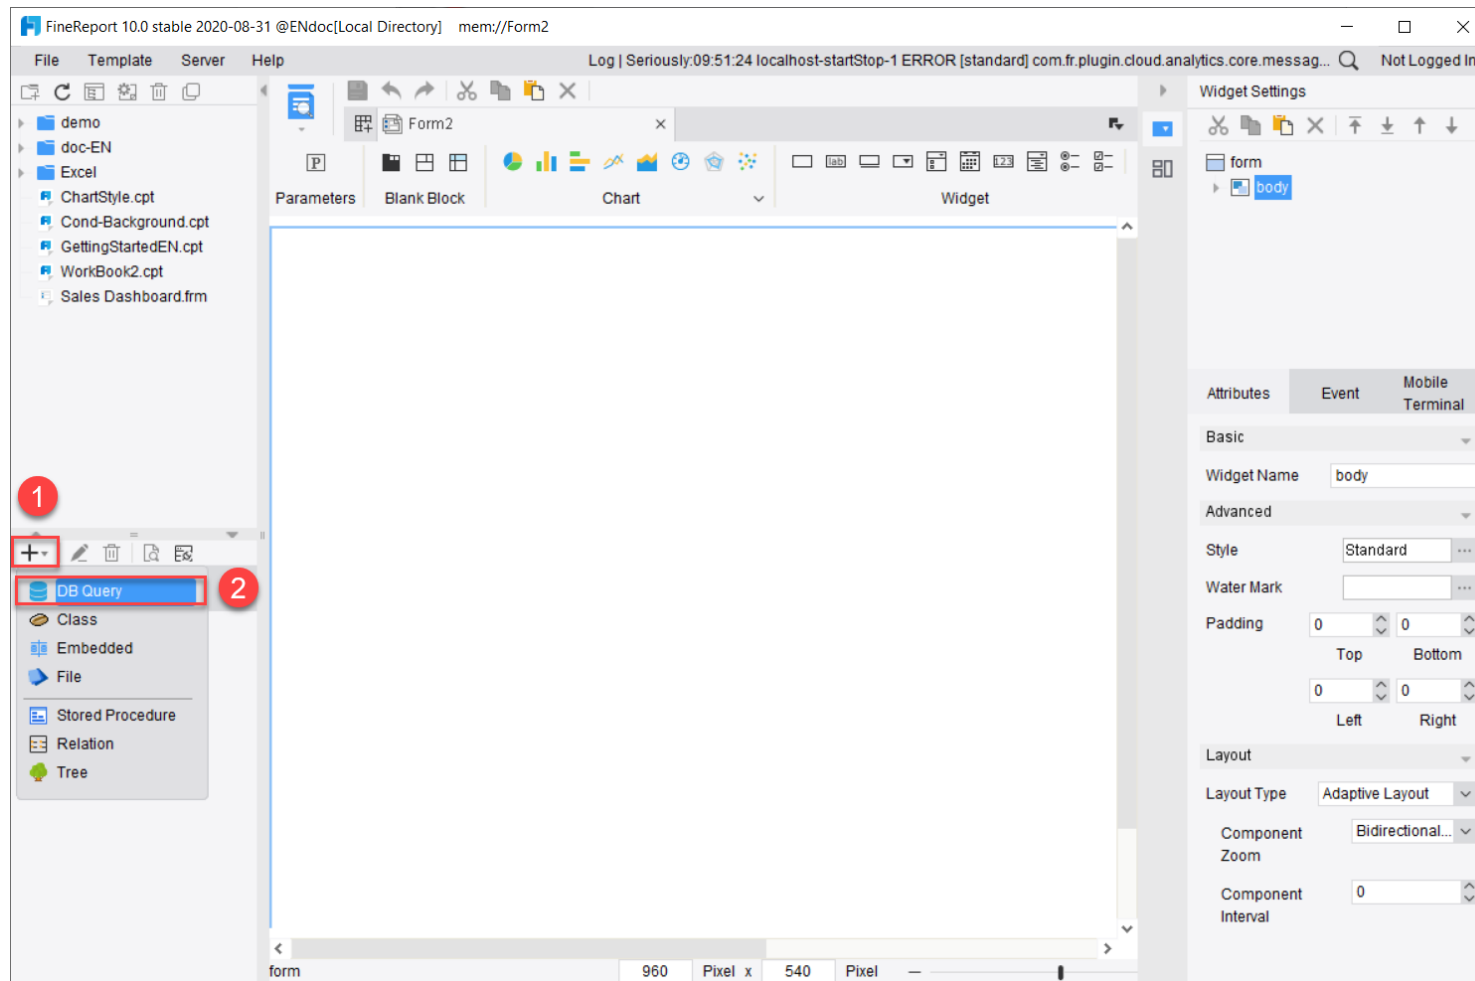 FineReport 10.0 stable 2020-08-31 @ENdoc[Local Directory] mem://Form2
File Template Server Help Log | Seriously:09:51:24 localhost-startStop-1 ERROR [standard] com.fr.plugin.cloud.analytics.core.messag... Not Logged In
Widget Settings
demo
doc-EN
Excel
ChartStyle.cpt
Cond-Background.cpt
GettingStartedEN.cpt
WorkBook2.cpt
Sales Dashboard.frm
Form2
P
lab
123
Parameters Blank Block Chart Widget
form
body
1
2
DB Query
Class
Embedded
File
Stored Procedure
Relation
Tree
Attributes Event Mobile
Terminal
Basic
Widget Name body
Advanced
Style Standard ...
Water Mark ...
Padding 0 0
Top Bottom
0 0
Left Right
Layout
Layout Type Adaptive Layout
Component
Zoom
Bidirectional...
Component
Interval
0
form 960 Pixel x 540 Pixel